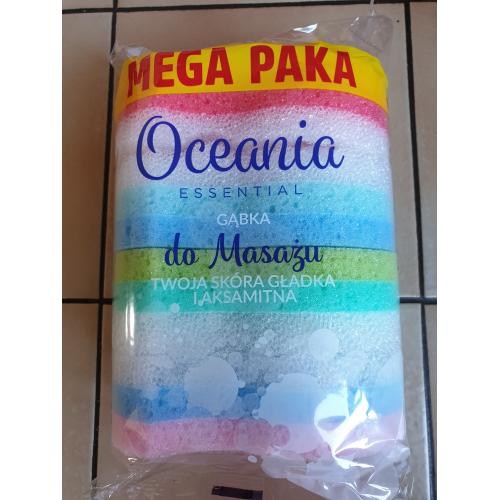 MEGA PAKA
Oceania
ESSENTIAL
GĄBKA
do Masażu
TWOJA SKÓRA GŁADKA
I AKSAMITNA